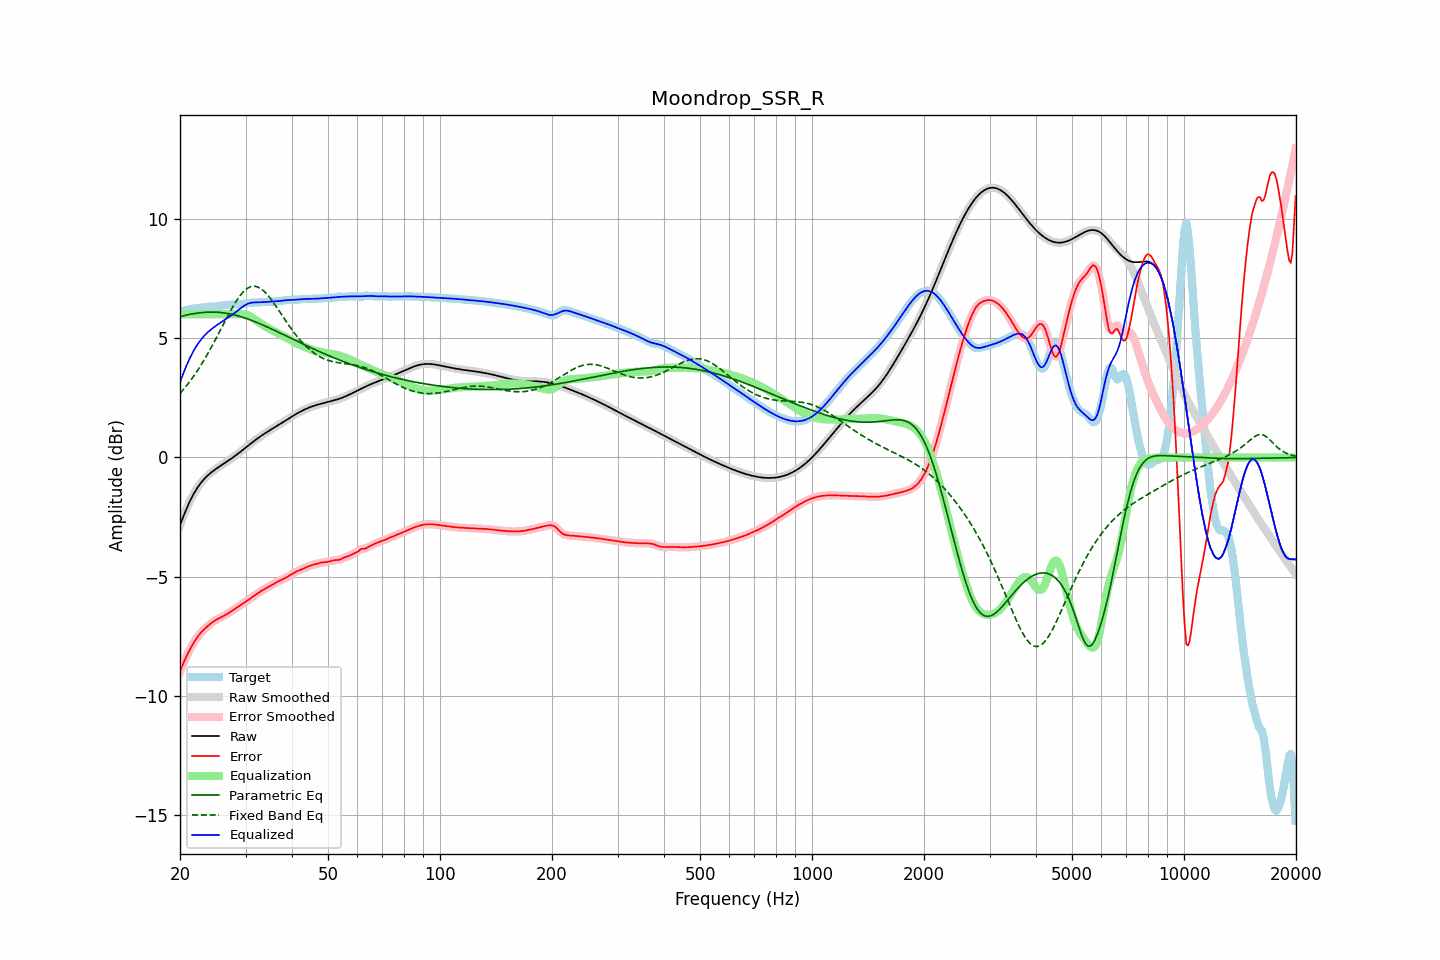 Moondrop_SSR_R
Amplitude (dBr)
10
5
0
−5
−10
−15
Target
Raw Smoothed
Error Smoothed
Raw
Error
Equalization
Parametric Eq
Fixed Band Eq
Equalized
20 50 100 200 500 1000 2000 5000 10000 20000
Frequency (Hz)